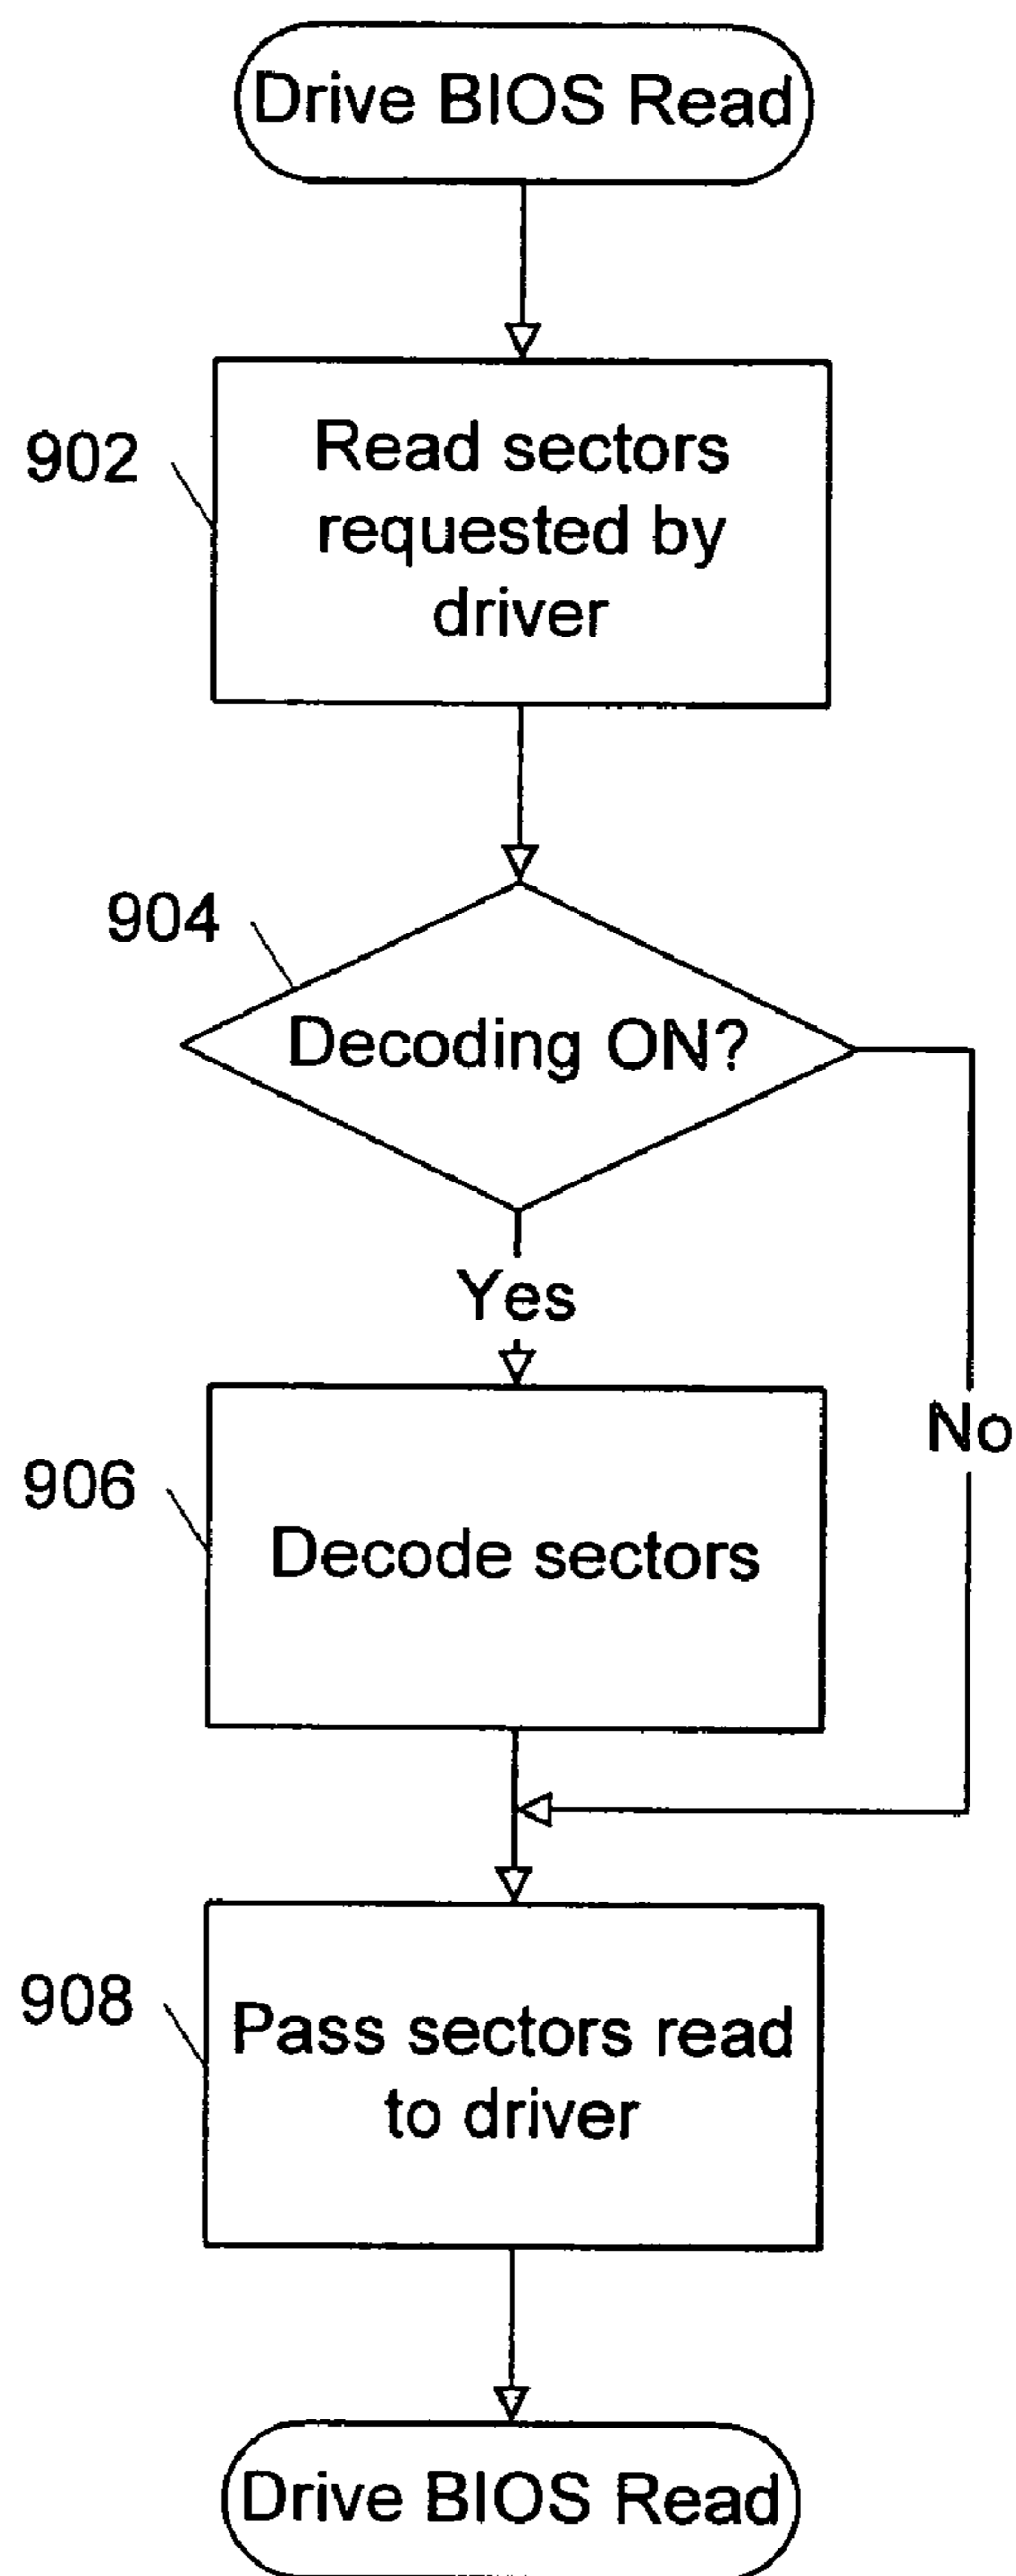 Drive BIOS Read
902
Read sectors
requested by
driver
904
Decoding ON?
Yes
No
906
Decode sectors
908
Pass sectors read
to driver
Drive BIOS Read